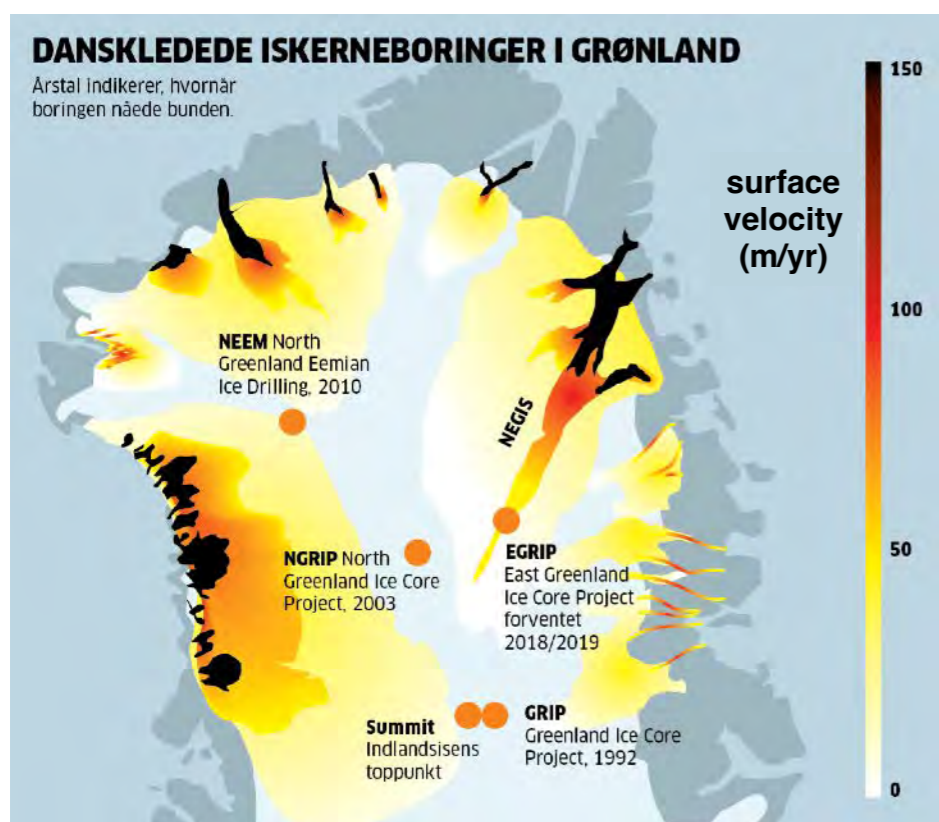 DANSKLEDEDE ISKERNEBORINGER I GRØNLAND
Årstal indikerer, hvornår
boringen nåede bunden.
150
surface
velocity
(m/yr)
100
NEEM North
Greenland Eemian
Ice Drilling, 2010
NEGIS
50
NGRIP North
Greenland Ice Core
Project, 2003
EGRIP
East Greenland
Ice Core Project
forventet
2018/2019
Summit
Indlandsisens
toppunkt
GRIP
Greenland Ice Core
Project, 1992
0